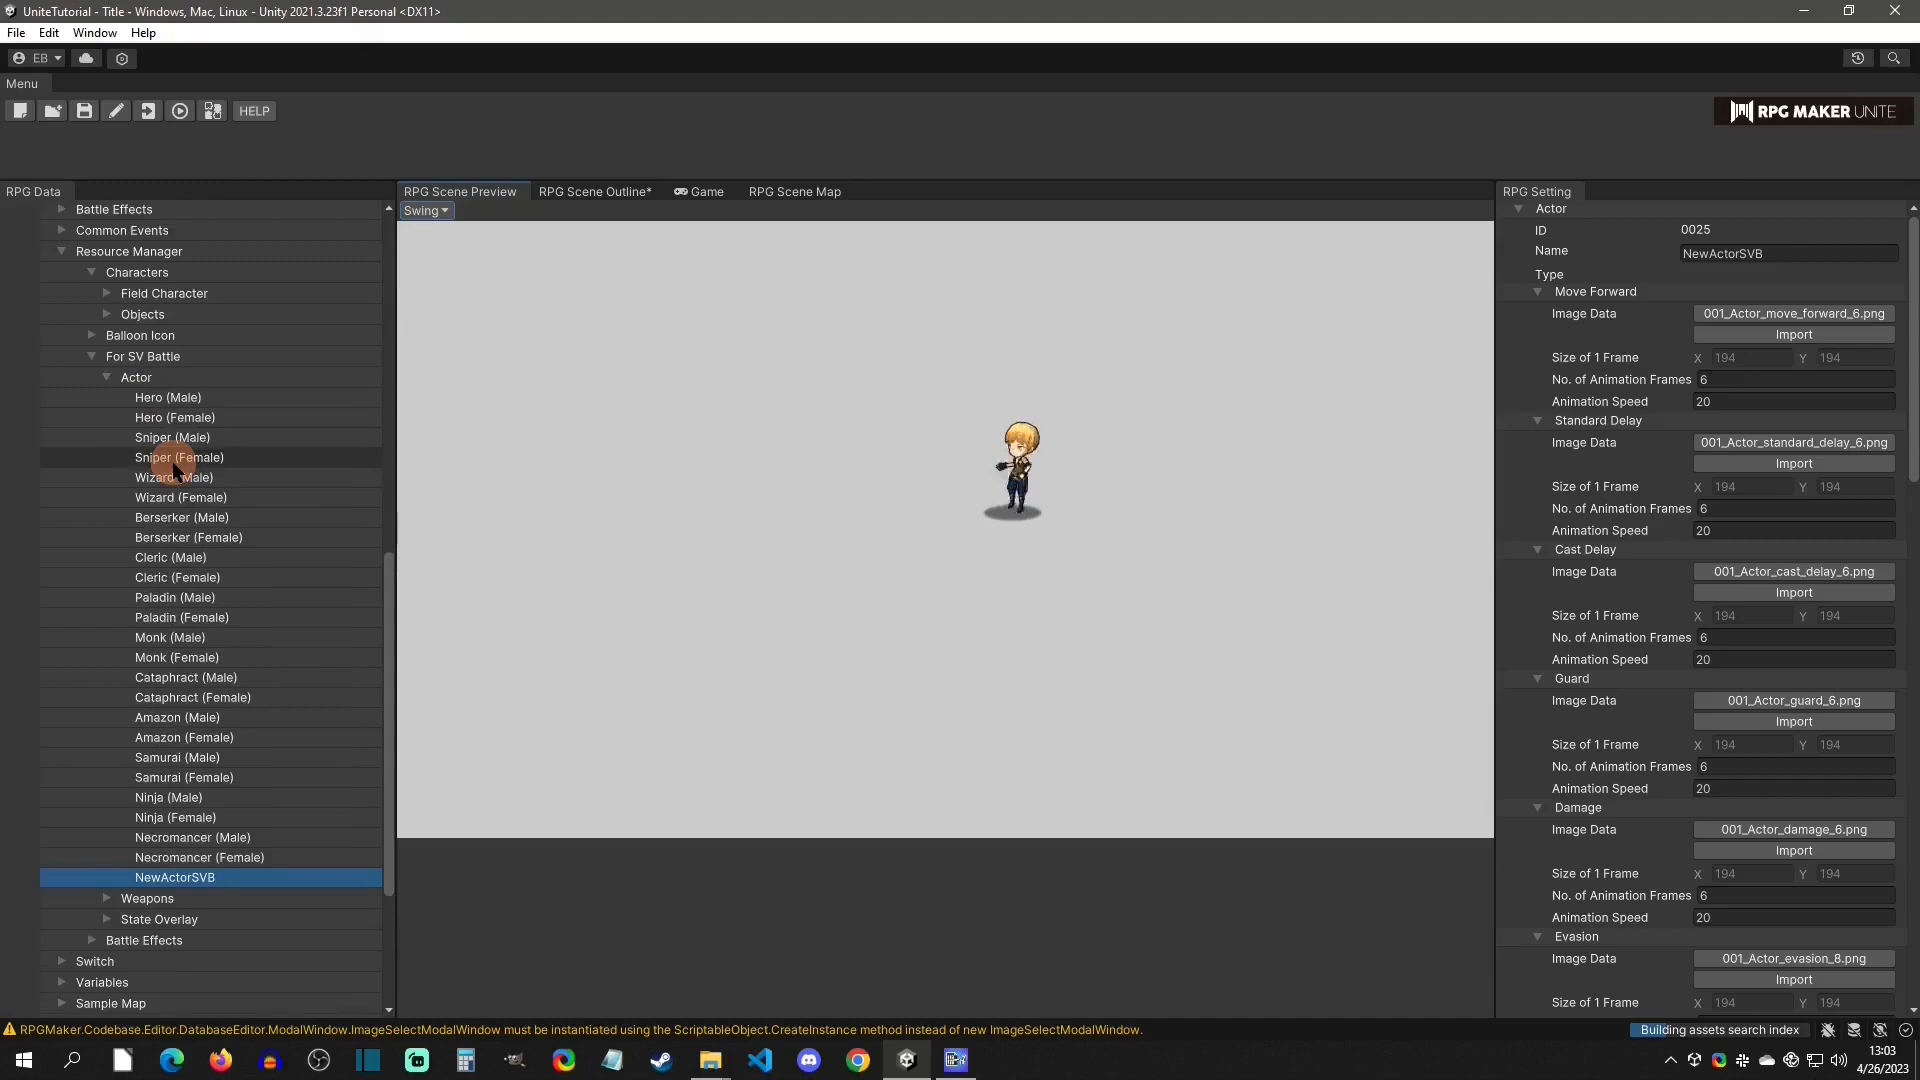 UniteTutorial - Title - Windows, Mac, Linux - Unity 2021.3.23f1 Personal <DX11>
File Edit Window Help
EB
Menu
HELP
RPG MAKER UNITE
RPG Data
Battle Effects
Common Events
Resource Manager
Characters
Field Character
Objects
Balloon Icon
For SV Battle
Actor
Hero (Male)
Hero (Female)
Sniper (Male)
Sniper (Female)
Wizard (Male)
Wizard (Female)
Berserker (Male)
Berserker (Female)
Cleric (Male)
Cleric (Female)
Paladin (Male)
Paladin (Female)
Monk (Male)
Monk (Female)
Cataphract (Male)
Cataphract (Female)
Amazon (Male)
Amazon (Female)
Samurai (Male)
Samurai (Female)
Ninja (Male)
Ninja (Female)
Necromancer (Male)
Necromancer (Female)
NewActorSVB
Weapons
State Overlay
Battle Effects
Switch
Variables
Sample Map
RPG Scene Preview RPG Scene Outline* Game RPG Scene Map
Swing
RPG Setting
Actor
ID 0025
Name NewActorSVB
Type
Move Forward
Image Data 001_Actor_move_forward_6.png
Import
Size of 1 Frame X 194 Y 194
No. of Animation Frames 6
Animation Speed 20
Standard Delay
Image Data 001_Actor_standard_delay_6.png
Import
Size of 1 Frame X 194 Y 194
No. of Animation Frames 6
Animation Speed 20
Cast Delay
Image Data 001_Actor_cast_delay_6.png
Import
Size of 1 Frame X 194 Y 194
No. of Animation Frames 6
Animation Speed 20
Guard
Image Data 001_Actor_guard_6.png
Import
Size of 1 Frame X 194 Y 194
No. of Animation Frames 6
Animation Speed 20
Damage
Image Data 001_Actor_damage_6.png
Import
Size of 1 Frame X 194 Y 194
No. of Animation Frames 6
Animation Speed 20
Evasion
Image Data 001_Actor_evasion_8.png
Import
Size of 1 Frame X 194 Y 194
RPGMaker.Codebase.Editor.DatabaseEditor.ModalWindow.ImageSelectModalWindow must be instantiated using the ScriptableObject.CreateInstance method instead of new ImageSelectModalWindow.
Building assets search index
13:03
4/26/2023